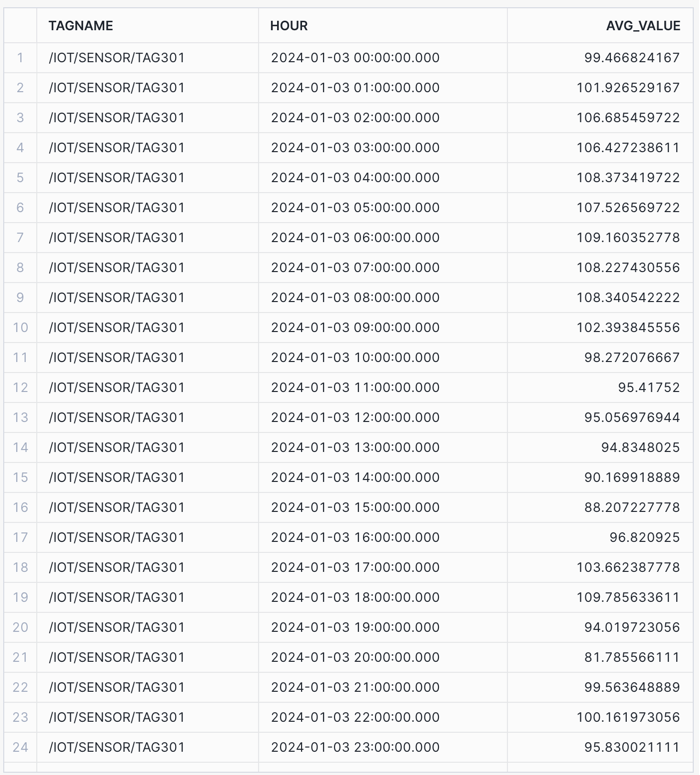 TAGNAME HOUR AVG_VALUE
1 /IOT/SENSOR/TAG301 2024-01-03 00:00:00.000 99.466824167
2 /IOT/SENSOR/TAG301 2024-01-03 01:00:00.000 101.926529167
3 /IOT/SENSOR/TAG301 2024-01-03 02:00:00.000 106.685459722
4 /IOT/SENSOR/TAG301 2024-01-03 03:00:00.000 106.427238611
5 /IOT/SENSOR/TAG301 2024-01-03 04:00:00.000 108.373419722
6 /IOT/SENSOR/TAG301 2024-01-03 05:00:00.000 107.526569722
7 /IOT/SENSOR/TAG301 2024-01-03 06:00:00.000 109.160352778
8 /IOT/SENSOR/TAG301 2024-01-03 07:00:00.000 108.227430556
9 /IOT/SENSOR/TAG301 2024-01-03 08:00:00.000 108.340542222
10 /IOT/SENSOR/TAG301 2024-01-03 09:00:00.000 102.393845556
11 /IOT/SENSOR/TAG301 2024-01-03 10:00:00.000 98.272076667
12 /IOT/SENSOR/TAG301 2024-01-03 11:00:00.000 95.41752
13 /IOT/SENSOR/TAG301 2024-01-03 12:00:00.000 95.056976944
14 /IOT/SENSOR/TAG301 2024-01-03 13:00:00.000 94.8348025
15 /IOT/SENSOR/TAG301 2024-01-03 14:00:00.000 90.169918889
16 /IOT/SENSOR/TAG301 2024-01-03 15:00:00.000 88.207227778
17 /IOT/SENSOR/TAG301 2024-01-03 16:00:00.000 96.820925
18 /IOT/SENSOR/TAG301 2024-01-03 17:00:00.000 103.662387778
19 /IOT/SENSOR/TAG301 2024-01-03 18:00:00.000 109.785633611
20 /IOT/SENSOR/TAG301 2024-01-03 19:00:00.000 94.019723056
21 /IOT/SENSOR/TAG301 2024-01-03 20:00:00.000 81.785566111
22 /IOT/SENSOR/TAG301 2024-01-03 21:00:00.000 99.563648889
23 /IOT/SENSOR/TAG301 2024-01-03 22:00:00.000 100.161973056
24 /IOT/SENSOR/TAG301 2024-01-03 23:00:00.000 95.830021111